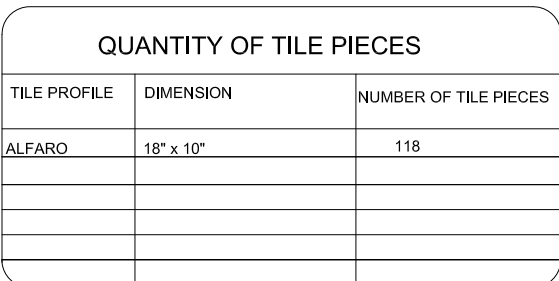 QUANTITY OF TILE PIECES
TILE PROFILE DIMENSION NUMBER OF TILE PIECES
ALFARO 18" x 10" 118